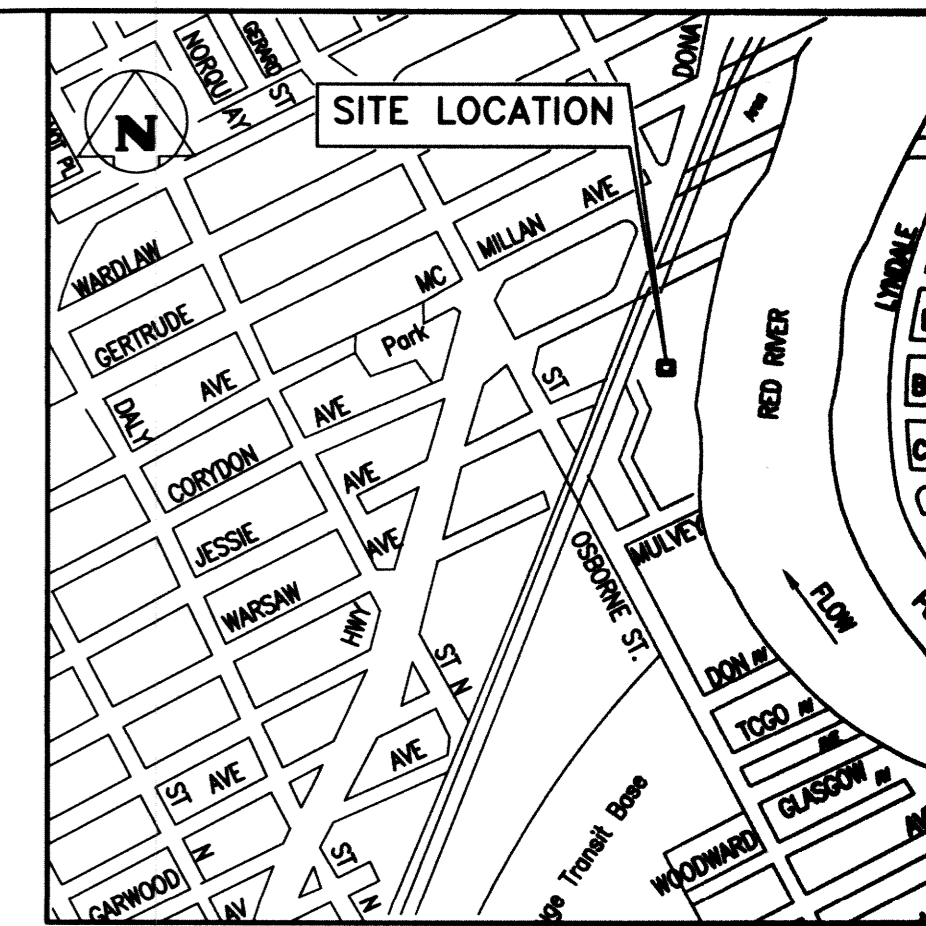 NORQUAY
GERARD ST
DONA
N
SITE LOCATION
MILLAN AVE
MC
WARDLAW
LYNDALE
GERTRUDE
Park
RED RIVER
AVE
ST
DALY
AVE
B
C
CORYDON
AVE
JESSIE
AVE
MULVEY
OSBORNE ST.
WARSAW
HWY
FLOW
ST N
DON AV
TCGO AV
AVE
AVE
ST AVE
GLASGOW AV
ge Transit Base
AV
WOODWARD
N
ST N
GARWOOD
AV